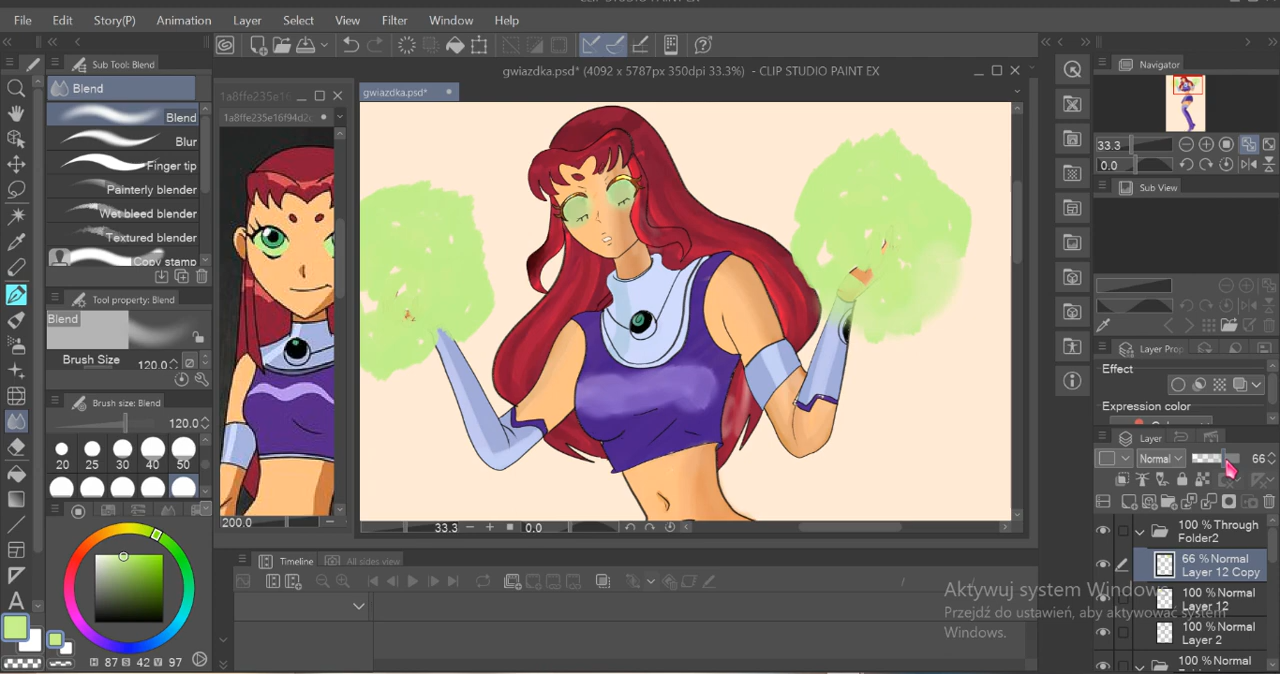 CLIP STUDIO PAINT EX
File Edit Story(P) Animation Layer Select View Filter Window Help
Sub Tool: Blend
Blend
Blend
Blur
Finger tip
Painterly blender
Wet bleed blender
Textured blender
Copy stamp
Tool property: Blend
Blend
Brush Size 120.0
Brush size: Blend
120.0
20 25 30 40 50
H 87 S 42 V 97
gwiazdka.psd* (4092 x 5787px 350dpi 33.3%) - CLIP STUDIO PAINT EX
1a8ffe235e16f94d2
gwiazdka.psd*
200.0
33.3 0.0
Timeline All sides view
Navigator
33.3
0.0
Sub View
Layer Prop
Effect
Expression color
Layer
Normal 66
100 % Through
Folder2
66 % Normal
Layer 12 Copy
100 % Normal
Layer 12
100 % Normal
Layer 2
100 % Normal
Aktywuj system Windows
Przejdź do ustawień, aby aktywować system
Windows.